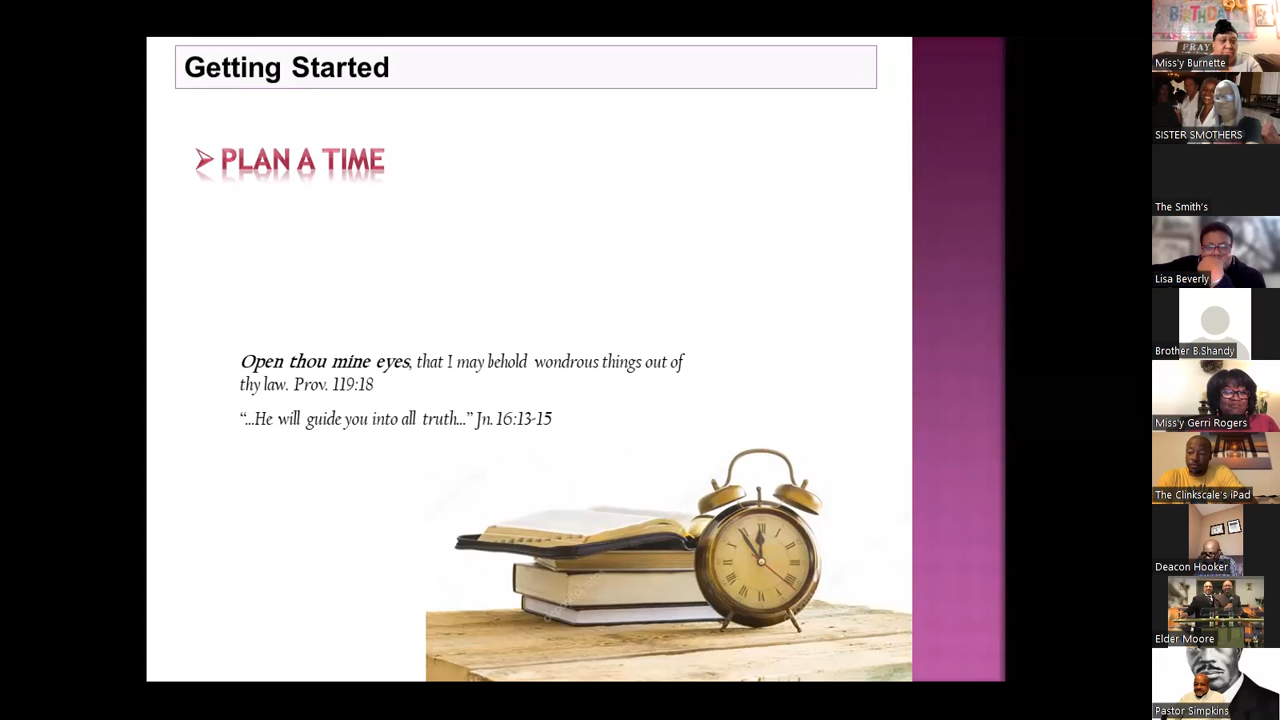 Getting Started
PLAN A TIME
Open thou mine eyes, that I may behold wondrous things out of
thy law. Prov. 119:18
“...He will guide you into all truth...” Jn. 16:13-15
BiRTHDAY
PRAY
Miss'y Burnette
SISTER SMOTHERS
The Smith's
Lisa Beverly
Brother B.Shandy
Miss'y Gerri Rogers
The Clinkscale's iPad
Deacon Hooker
Elder Moore
Pastor Simpkins